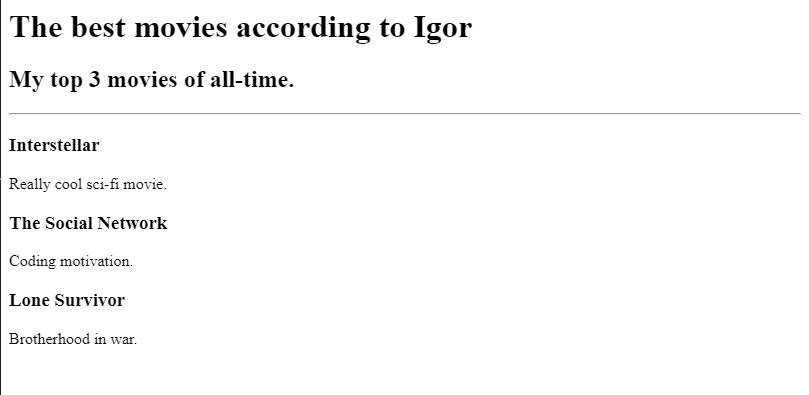 The best movies according to Igor
My top 3 movies of all-time.
Interstellar
Really cool sci-fi movie.
The Social Network
Coding motivation.
Lone Survivor
Brotherhood in war.